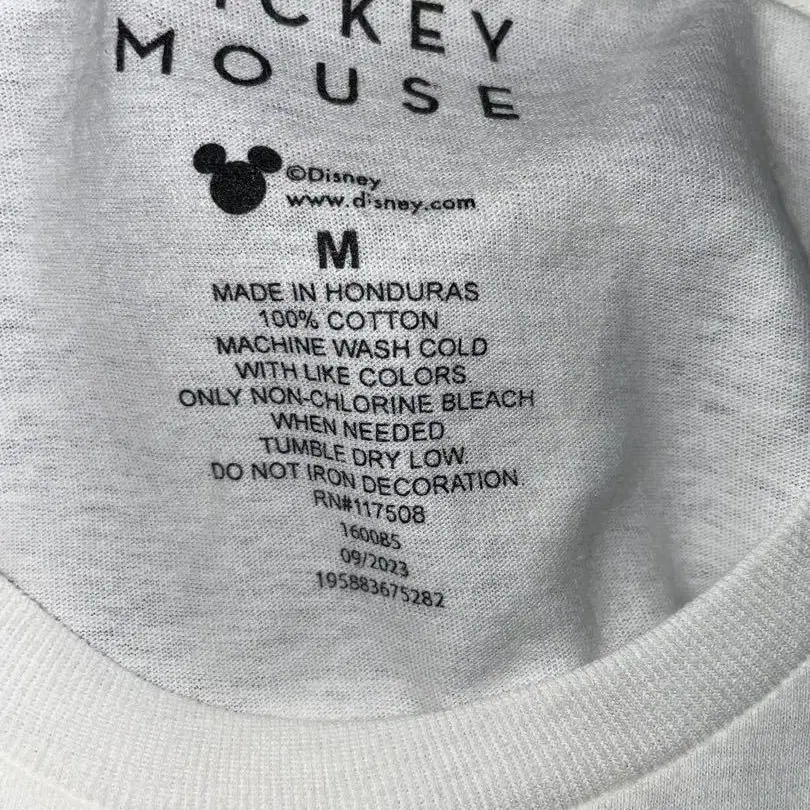 ICKEY
MOUSE
©Disney
www.disney.com
M
MADE IN HONDURAS
100% COTTON
MACHINE WASH COLD
WITH LIKE COLORS
ONLY NON-CHLORINE BLEACH
WHEN NEEDED
TUMBLE DRY LOW
DO NOT IRON DECORATION
RN#117508
160085
09/2023
195883675282